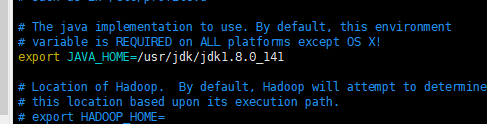 # The java implementation to use. By default, this environment
# variable is REQUIRED on ALL platforms except OS X!
export JAVA_HOME=/usr/jdk/jdk1.8.0_141
# Location of Hadoop.  By default, Hadoop will attempt to determine
# this location based upon its execution path.
# export HADOOP_HOME=